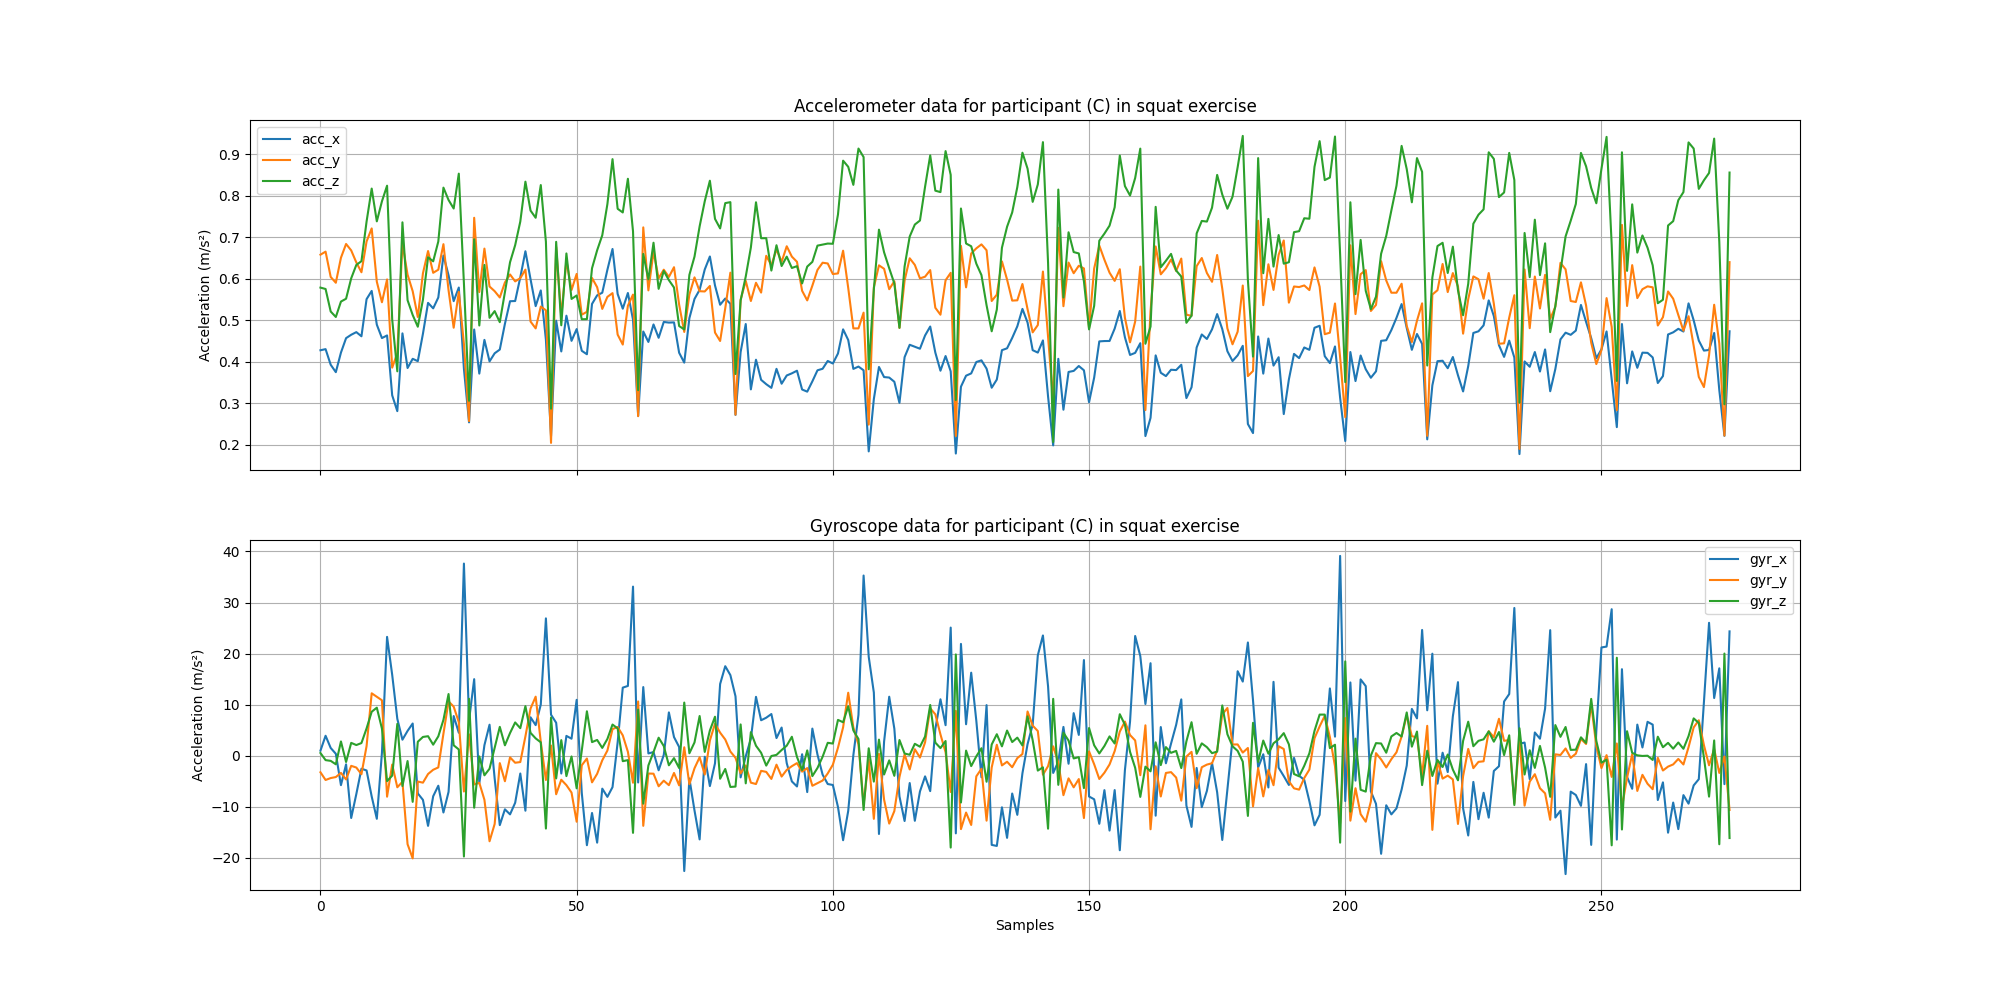 Accelerometer data for participant (C) in squat exercise
acc_x
acc_y
acc_z
Acceleration (m/s²)
0.9
0.8
0.7
0.6
0.5
0.4
0.3
0.2
Gyroscope data for participant (C) in squat exercise
gyr_x
gyr_y
gyr_z
Acceleration (m/s²)
40
30
20
10
0
−10
−20
0 50 100 150 200 250
Samples